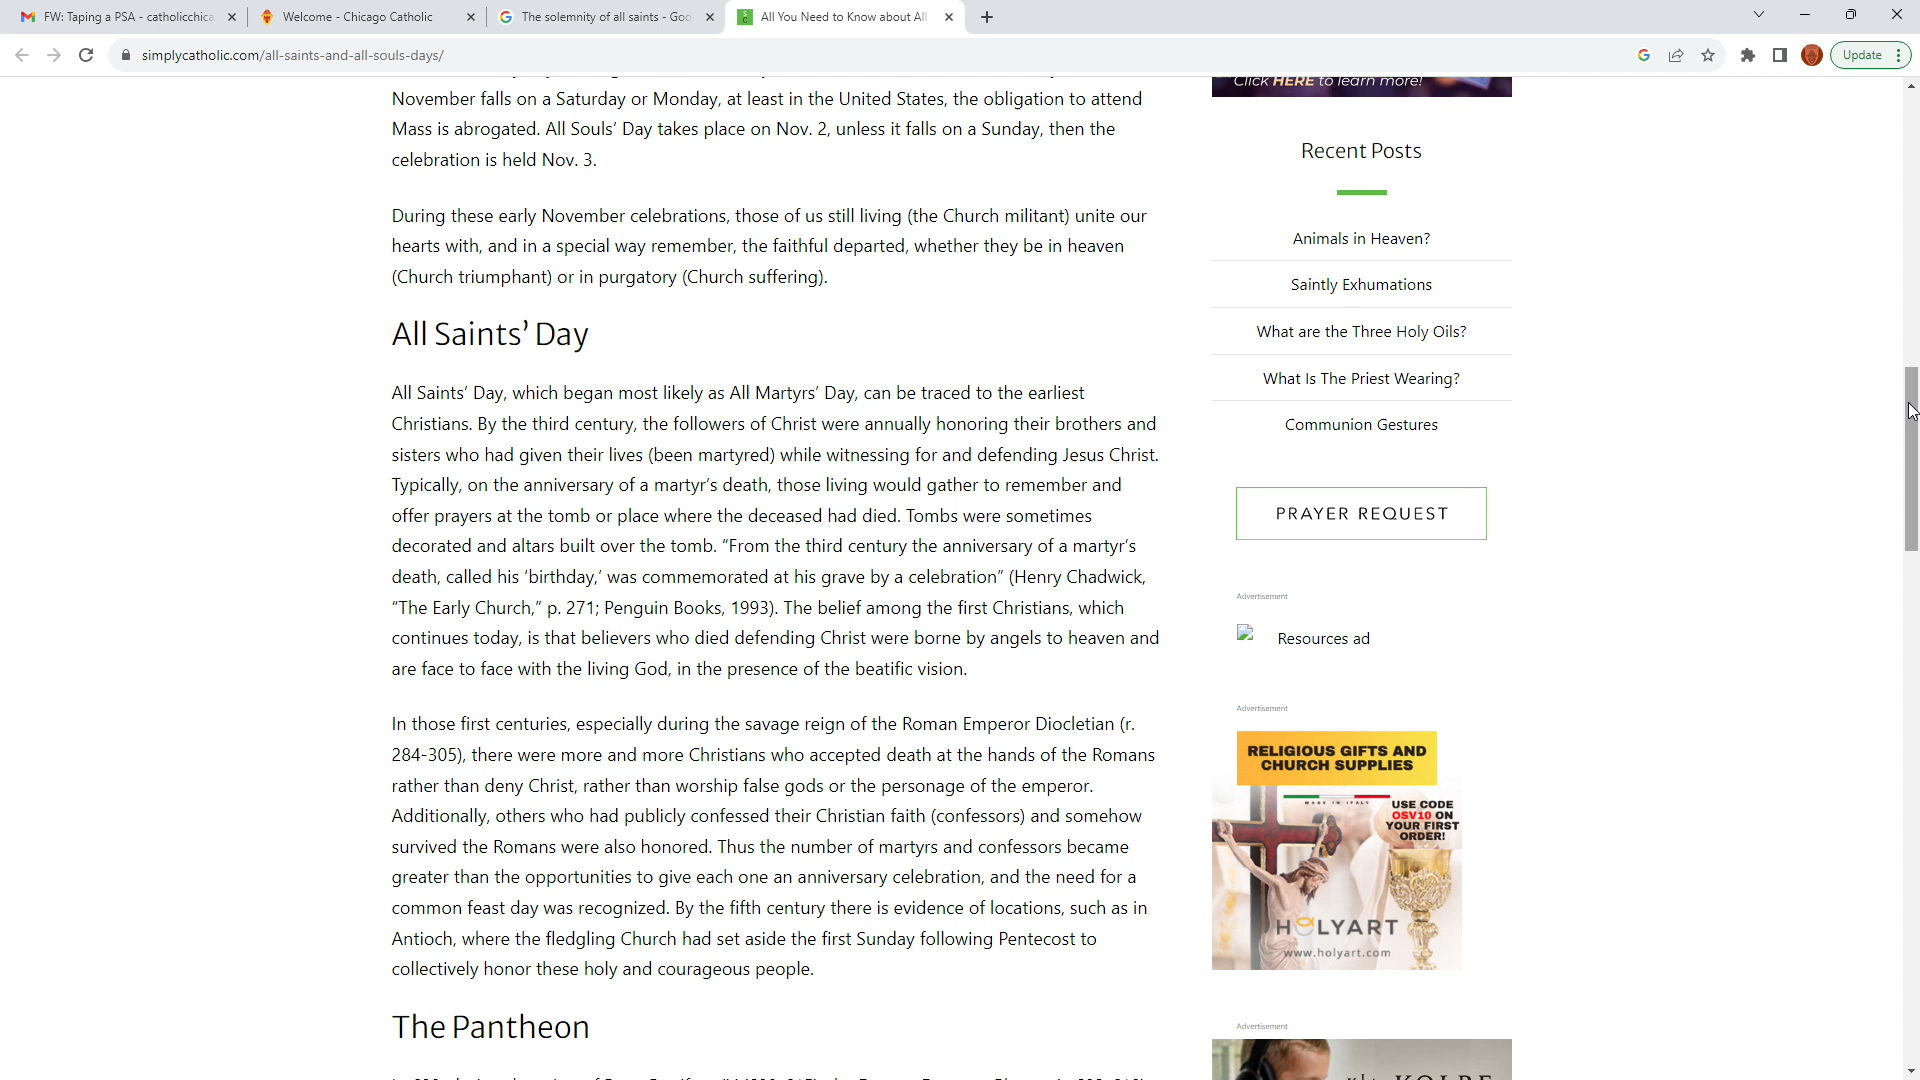 FW: Taping a PSA - catholicchica
Welcome - Chicago Catholic
The solemnity of all saints - Goo
All You Need to Know about All
simplycatholic.com/all-saints-and-all-souls-days/
Update
November falls on a Saturday or Monday, at least in the United States, the obligation to attend
Mass is abrogated. All Souls’ Day takes place on Nov. 2, unless it falls on a Sunday, then the
celebration is held Nov. 3.
During these early November celebrations, those of us still living (the Church militant) unite our
hearts with, and in a special way remember, the faithful departed, whether they be in heaven
(Church triumphant) or in purgatory (Church suffering).
All Saints’ Day
All Saints’ Day, which began most likely as All Martyrs’ Day, can be traced to the earliest
Christians. By the third century, the followers of Christ were annually honoring their brothers and
sisters who had given their lives (been martyred) while witnessing for and defending Jesus Christ.
Typically, on the anniversary of a martyr’s death, those living would gather to remember and
offer prayers at the tomb or place where the deceased had died. Tombs were sometimes
decorated and altars built over the tomb. “From the third century the anniversary of a martyr’s
death, called his ‘birthday,’ was commemorated at his grave by a celebration” (Henry Chadwick,
“The Early Church,” p. 271; Penguin Books, 1993). The belief among the first Christians, which
continues today, is that believers who died defending Christ were borne by angels to heaven and
are face to face with the living God, in the presence of the beatific vision.
In those first centuries, especially during the savage reign of the Roman Emperor Diocletian (r.
284-305), there were more and more Christians who accepted death at the hands of the Romans
rather than deny Christ, rather than worship false gods or the personage of the emperor.
Additionally, others who had publicly confessed their Christian faith (confessors) and somehow
survived the Romans were also honored. Thus the number of martyrs and confessors became
greater than the opportunities to give each one an anniversary celebration, and the need for a
common feast day was recognized. By the fifth century there is evidence of locations, such as in
Antioch, where the fledgling Church had set aside the first Sunday following Pentecost to
collectively honor these holy and courageous people.
The Pantheon
Click HERE to learn more!
Recent Posts
Animals in Heaven?
Saintly Exhumations
What are the Three Holy Oils?
What Is The Priest Wearing?
Communion Gestures
PRAYER REQUEST
Advertisement
Resources ad
Advertisement
RELIGIOUS GIFTS AND
CHURCH SUPPLIES
MADE IN ITALY
USE CODE
OSV10 ON
YOUR FIRST
ORDER!
HOLYART
www.holyart.com
Advertisement